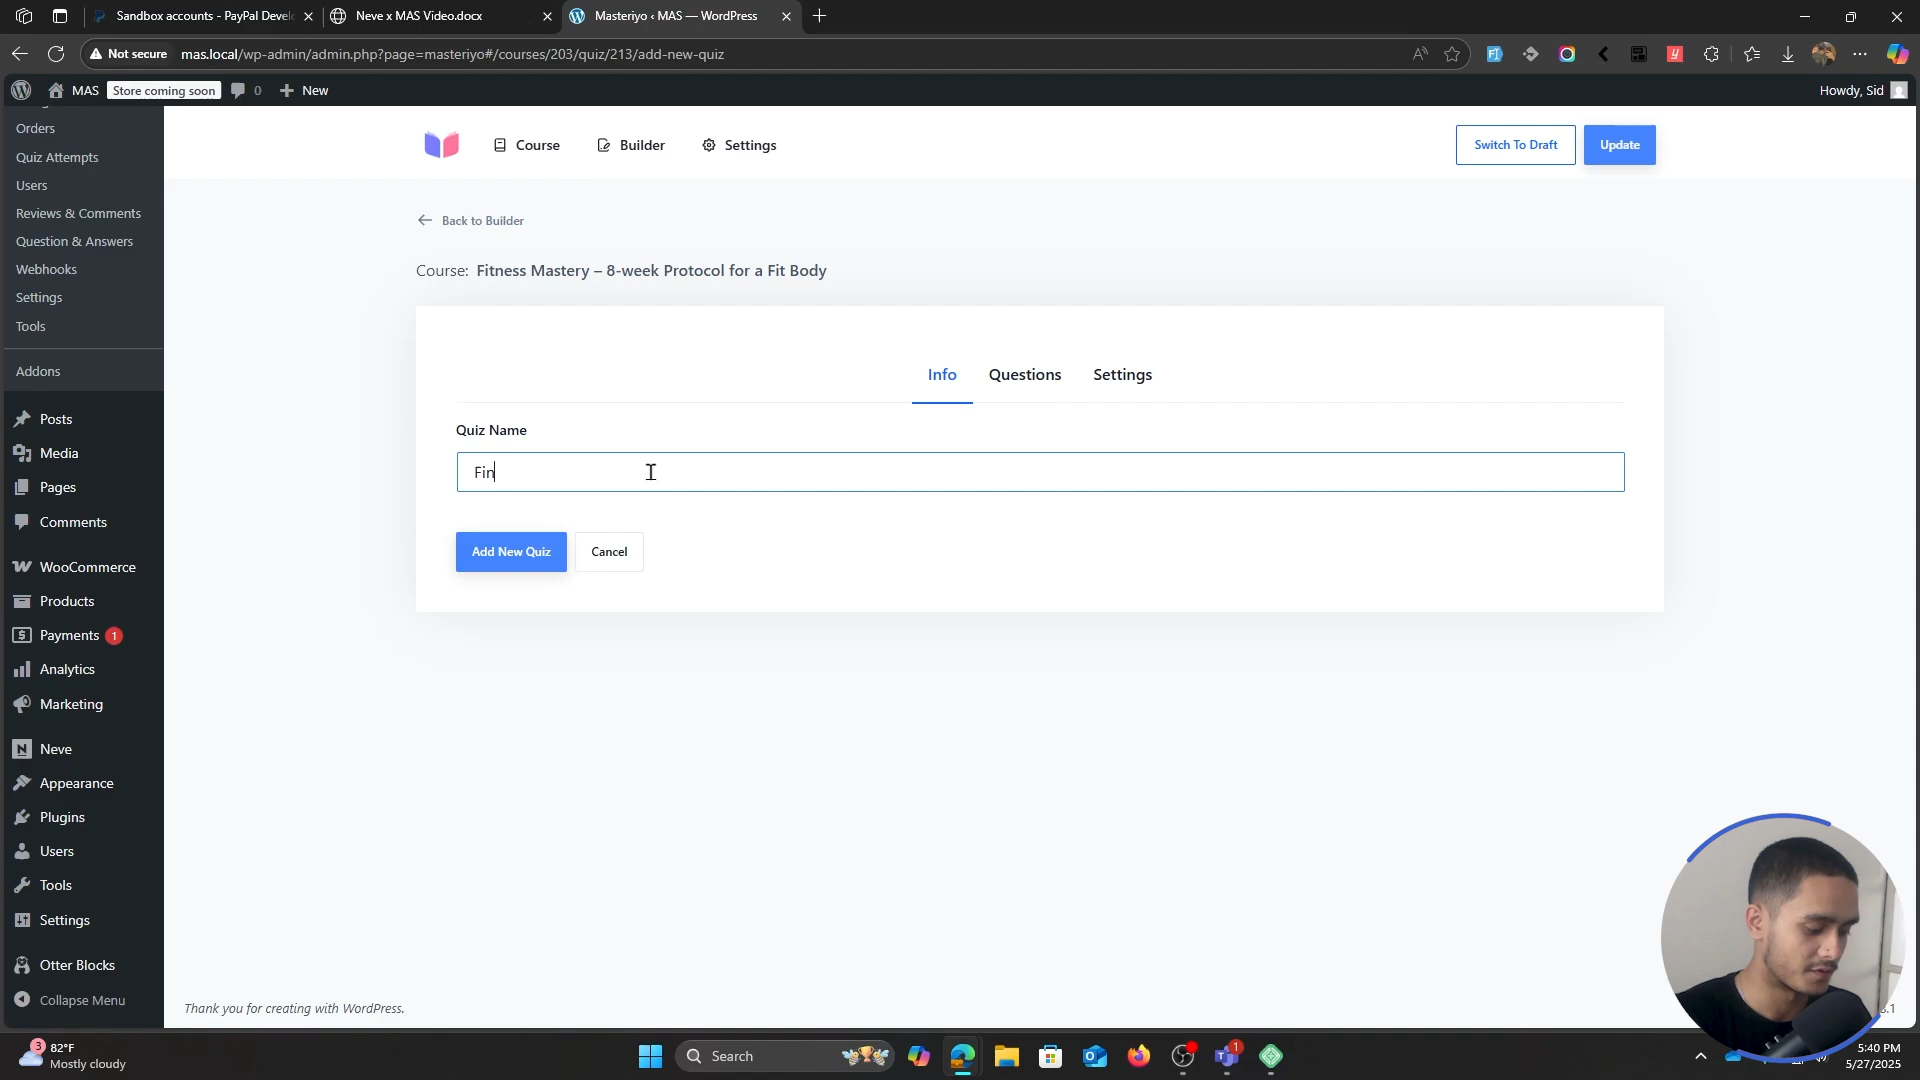 Sandbox accounts - PayPal Devel
Neve x MAS Video.docx
Masteriyo ‹ MAS — WordPress
Not secure
mas.local/wp-admin/admin.php?page=masteriyo#/courses/203/quiz/213/add-new-quiz
MAS
Store coming soon
0
New
Howdy, Sid
Orders
Quiz Attempts
Users
Reviews & Comments
Question & Answers
Webhooks
Settings
Tools
Addons
Posts
Media
Pages
Comments
WooCommerce
Products
Payments 1
Analytics
Marketing
Neve
Appearance
Plugins
Users
Tools
Settings
Otter Blocks
Collapse Menu
Course
Builder
Settings
Switch To Draft
Update
Back to Builder
Course: Fitness Mastery – 8-week Protocol for a Fit Body
Info
Questions
Settings
Quiz Name
Fin
Add New Quiz
Cancel
Thank you for creating with WordPress.
3
82°F
Mostly cloudy
Search
1
5:40 PM
5/27/2025